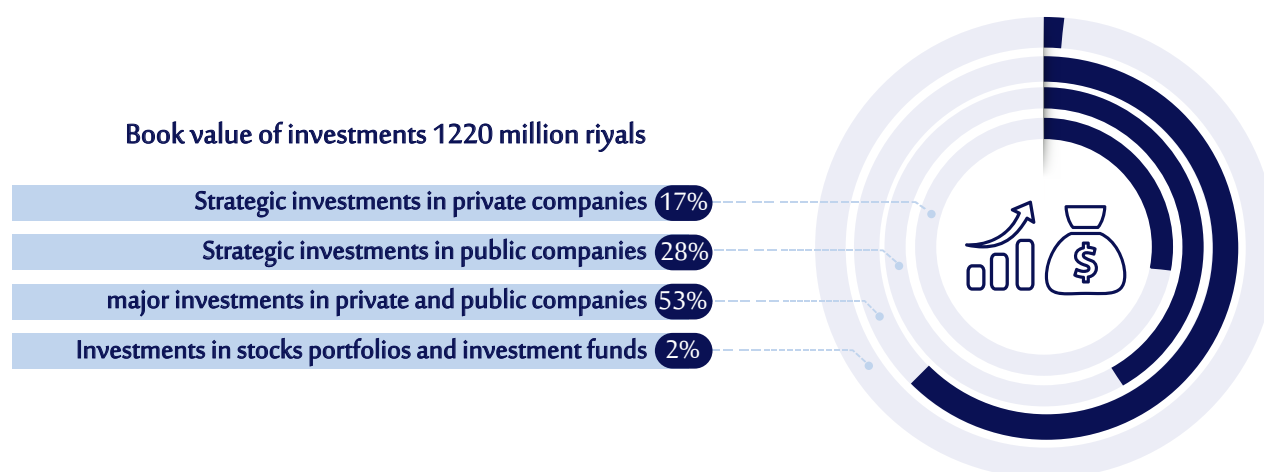 Book value of investments 1220 million riyals
Strategic investments in private companies 17%
Strategic investments in public companies 28%
major investments in private and public companies 53%
Investments in stocks portfolios and investment funds 2%
$